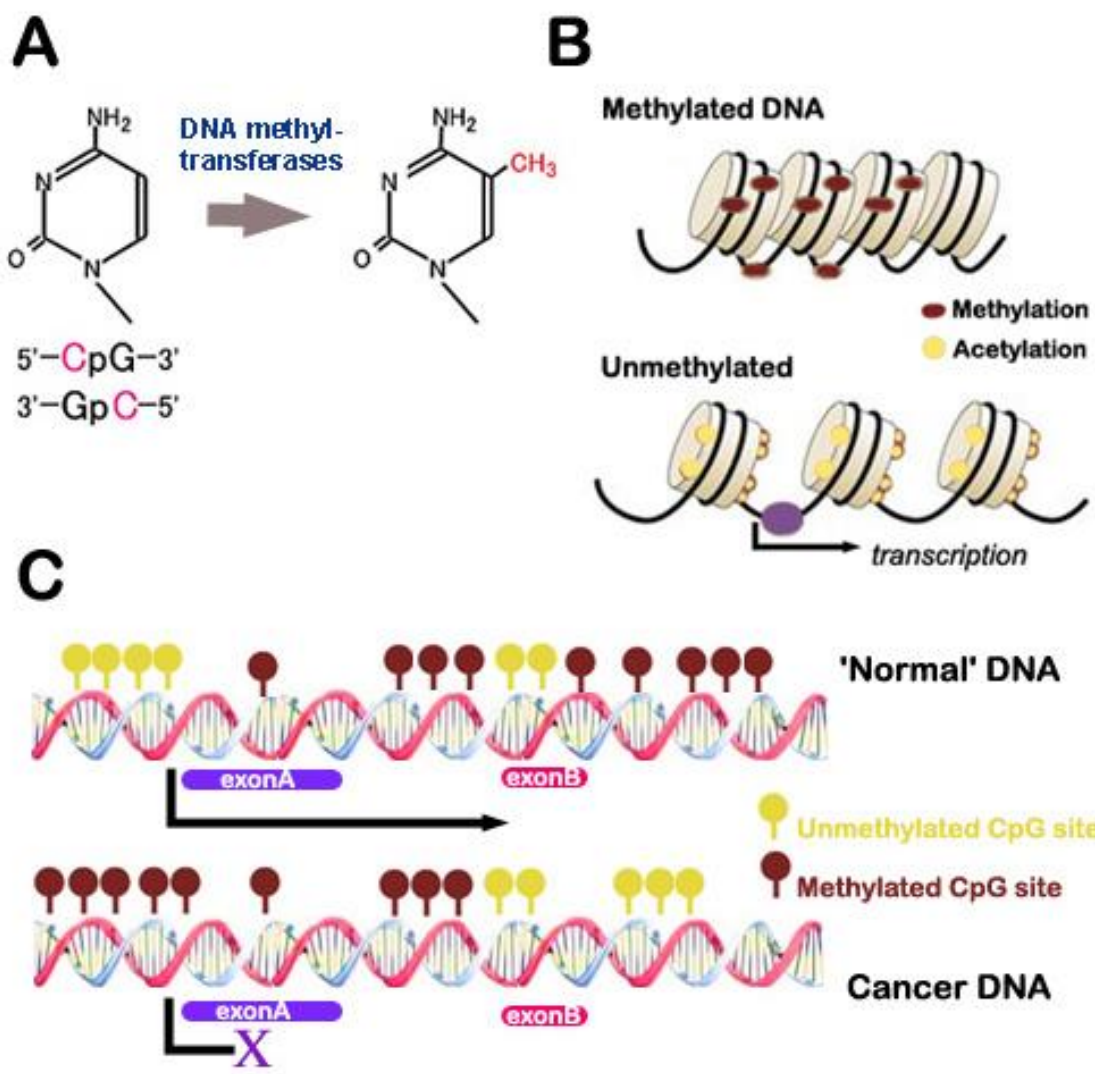 A
NH2
N
O
N
DNA methyl-
transferases
NH2
CH3
N
O
N
5'–CpG–3'
3'–GpC–5'
B
Methylated DNA
Methylation
Acetylation
Unmethylated
transcription
C
'Normal' DNA
exonA
exonB
Unmethylated CpG site
Methylated CpG site
Cancer DNA
exonA
exonB
X